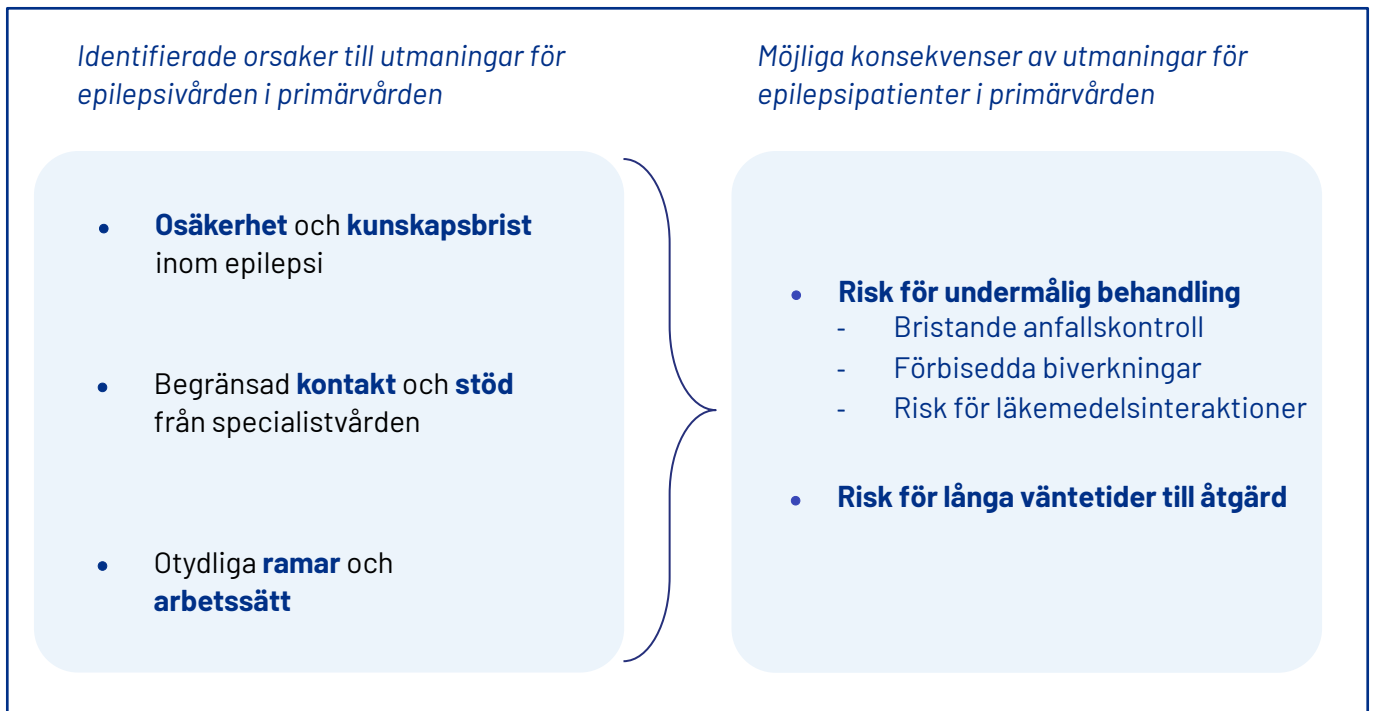 Identifierade orsaker till utmaningar för
epilepsivården i primärvården
• Osäkerhet och kunskapsbrist
inom epilepsi
• Begränsad kontakt och stöd
från specialistvården
• Otydliga ramar och
arbetssätt
Möjliga konsekvenser av utmaningar för
epilepsipatienter i primärvården
• Risk för undermålig behandling
- Bristande anfallskontroll
- Förbisedda biverkningar
- Risk för läkemedelsinteraktioner
• Risk för långa väntetider till åtgärd